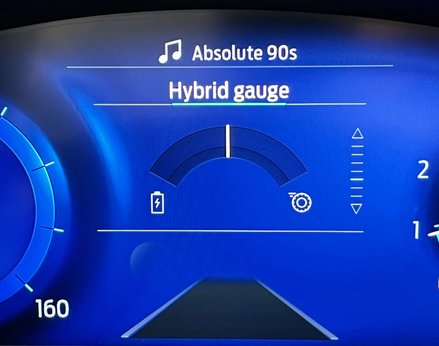 Absolute 90s
Hybrid gauge
2
1
160